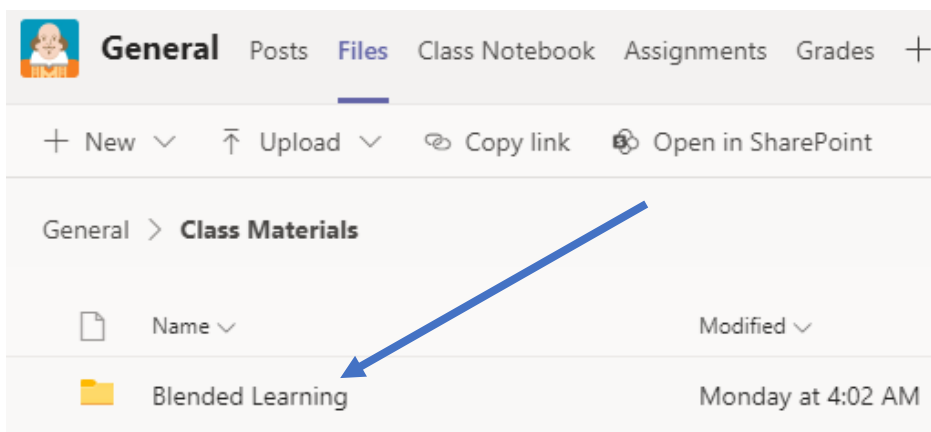 General Posts Files Class Notebook Assignments Grades +
+ New Upload Copy link Open in SharePoint
General > Class Materials
Name Modified
Blended Learning Monday at 4:02 AM